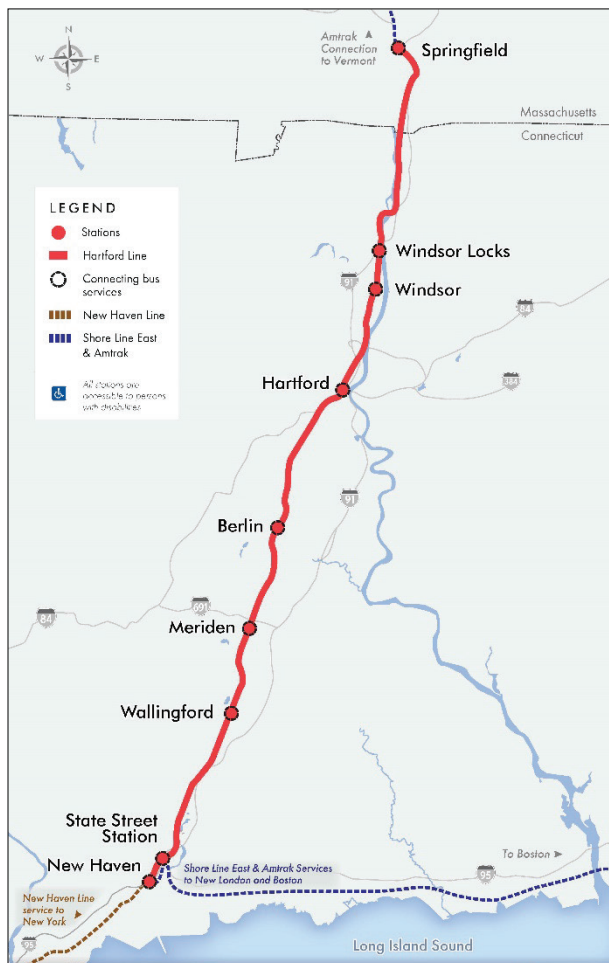 N
W
E
S
Amtrak
Connection
to Vermont
Springfield
Massachusetts
Connecticut
LEGEND
Stations
Hartford Line
Connecting bus
services
New Haven Line
Shore Line East
& Amtrak
All stations are
accessible to persons
with disabilities
Windsor Locks
91
Windsor
84
Hartford
384
91
Berlin
691
84
Meriden
Wallingford
State Street
Station
New Haven
Shore Line East & Amtrak Services
to New London and Boston
To Boston
95
New Haven Line
service to
New York
95
Long Island Sound